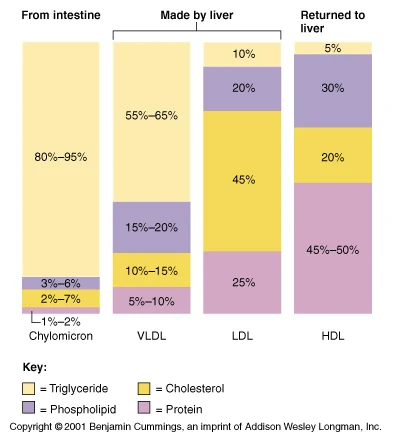 From intestine
Made by liver
Returned to
liver
80%–95%
3%–6%
2%–7%
1%–2%
Chylomicron
55%–65%
15%–20%
10%–15%
5%–10%
VLDL
10%
20%
45%
25%
LDL
5%
30%
20%
45%–50%
HDL
Key:
= Triglyceride
= Cholesterol
= Phospholipid
= Protein
Copyright © 2001 Benjamin Cummings, an imprint of Addison Wesley Longman, Inc.